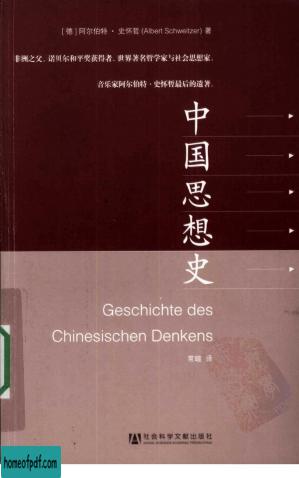 ［德］阿尔伯特·史怀哲 (Albert Schweitzer) 著
非洲之父、诺贝尔和平奖获得者、世界著名哲学家与社会思想家、
音乐家阿尔伯特·史怀哲最后的遗著。
中国思想史
Geschichte des
Chinesischen Denkens
常暄 译
社会科学文献出版社
homeofpdf.com